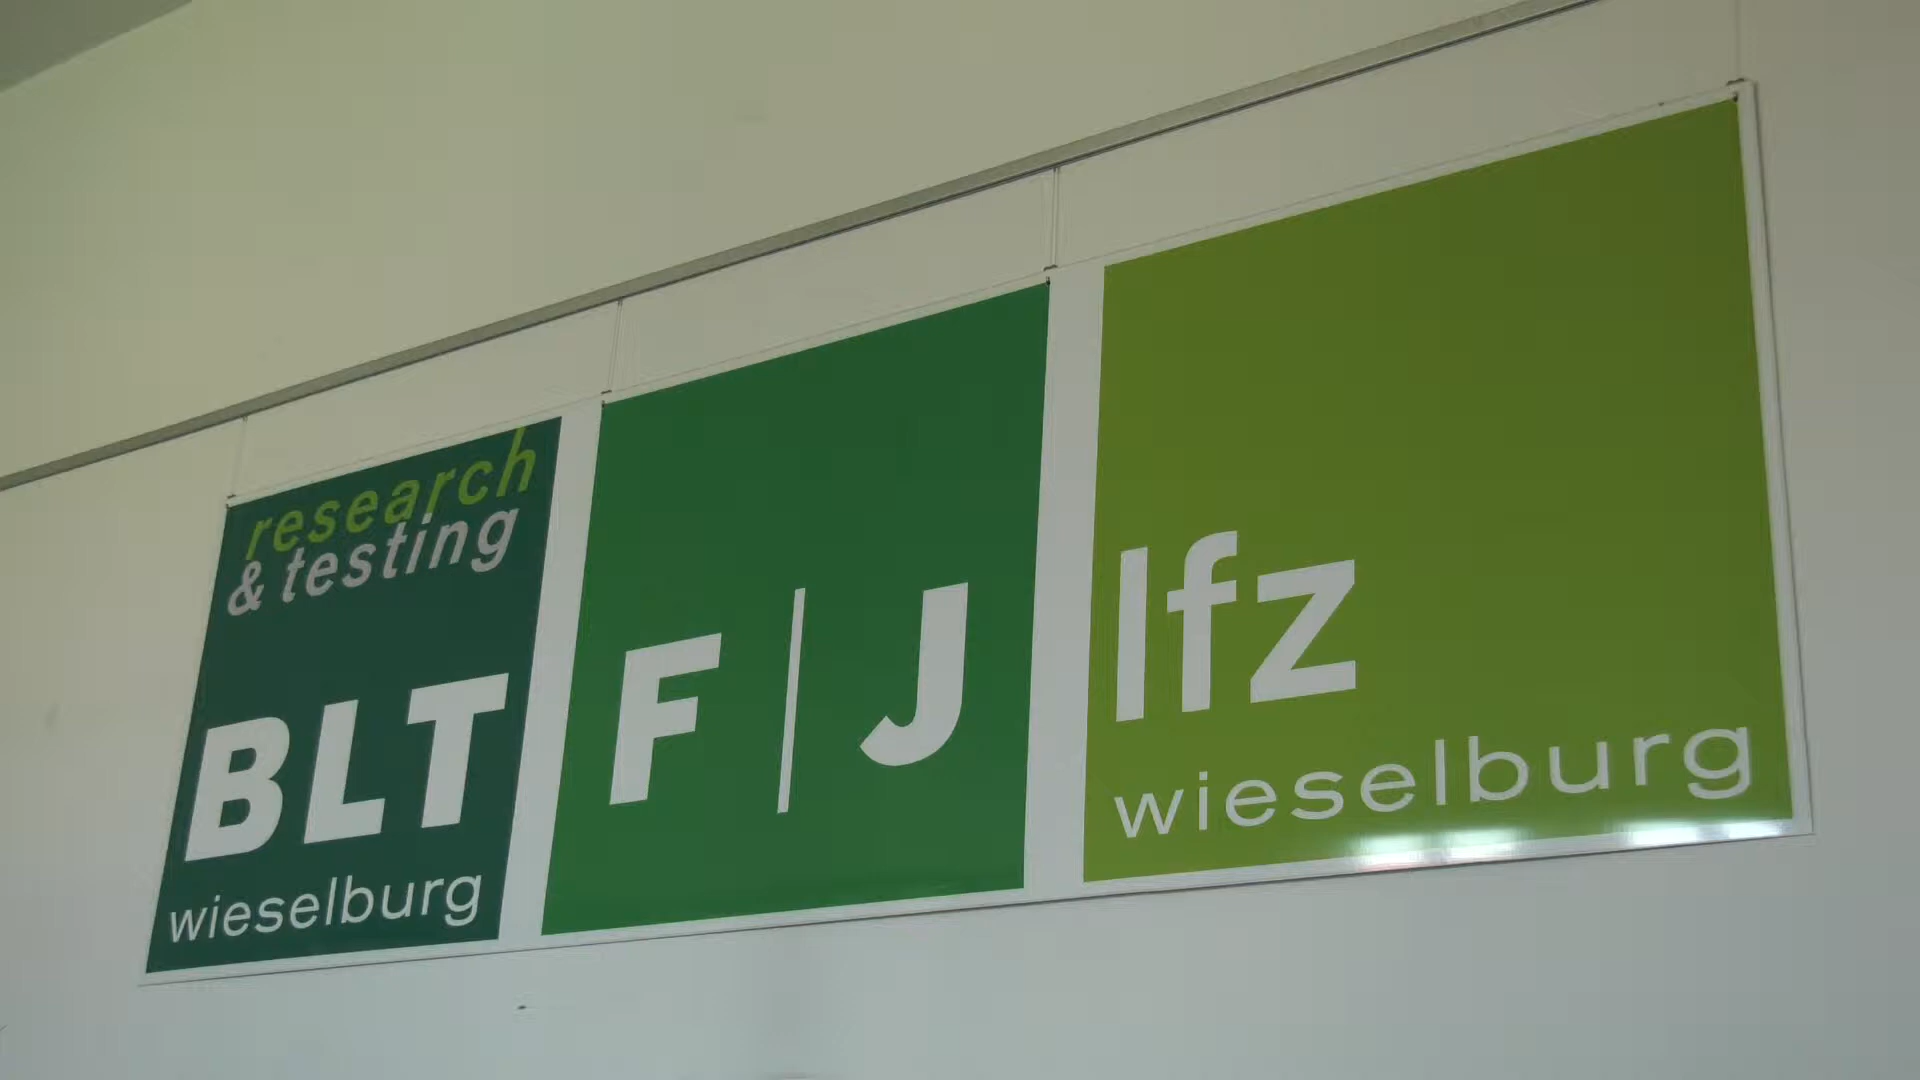 research
& testing
BLT
wieselburg
F|J
lfz
wieselburg